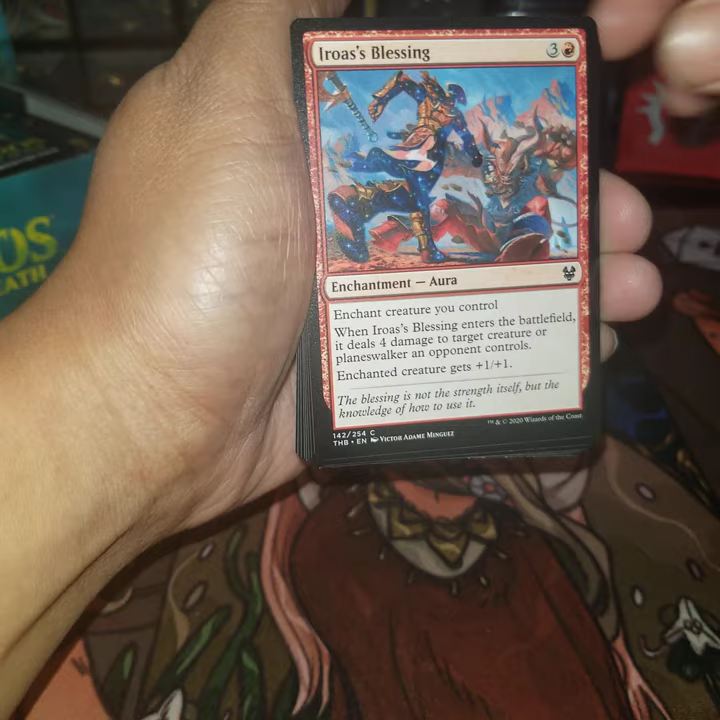 Iroas's Blessing 3
Enchantment — Aura
Enchant creature you control
When Iroas's Blessing enters the battlefield,
it deals 4 damage to target creature or
planeswalker an opponent controls.
Enchanted creature gets +1/+1.
The blessing is not the strength itself, but the
knowledge of how to use it.
142/254 C
THB • EN VICTOR ADAME MINGUEZ
™ & © 2020 Wizards of the Coast
OS
EATH